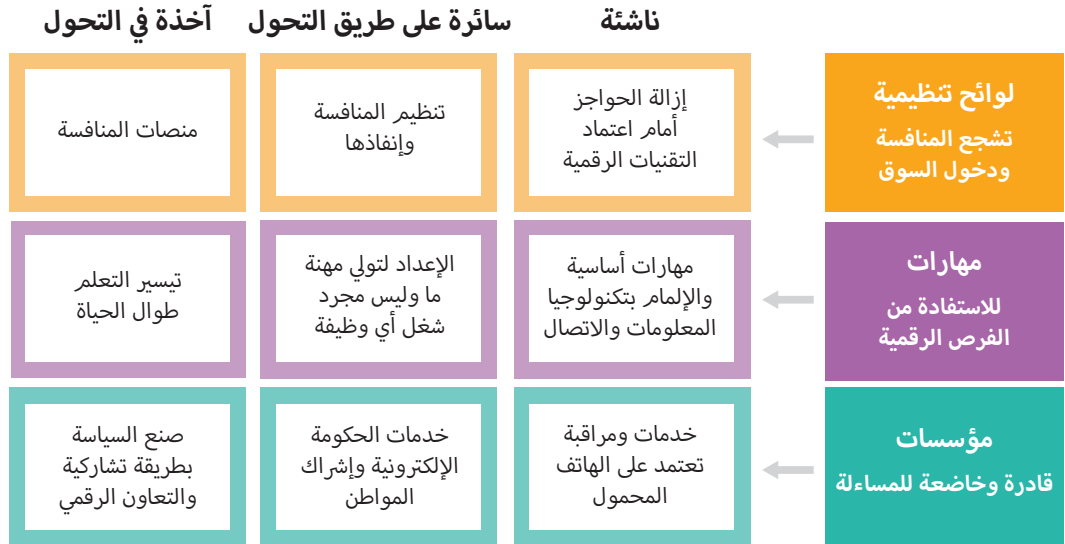 ناشئة
سائرة على طريق التحول
آخذة في التحول
لوائح تنظيمية
تشجع المنافسة
ودخول السوق
إزالة الحواجز
أمام اعتماد
التقنيات الرقمية
تنظيم المنافسة
وإنفاذها
منصات المنافسة
مهارات
للاستفادة من
الفرص الرقمية
مهارات أساسية
والإلمام بتكنولوجيا
المعلومات والاتصال
الإعداد لتولي مهنة
ما وليس مجرد
شغل أي وظيفة
تيسير التعلم
طوال الحياة
مؤسسات
قادرة وخاضعة للمساءلة
خدمات ومراقبة
تعتمد على الهاتف
المحمول
خدمات الحكومة
الإلكترونية وإشراك
المواطن
صنع السياسة
بطريقة تشاركية
والتعاون الرقمي